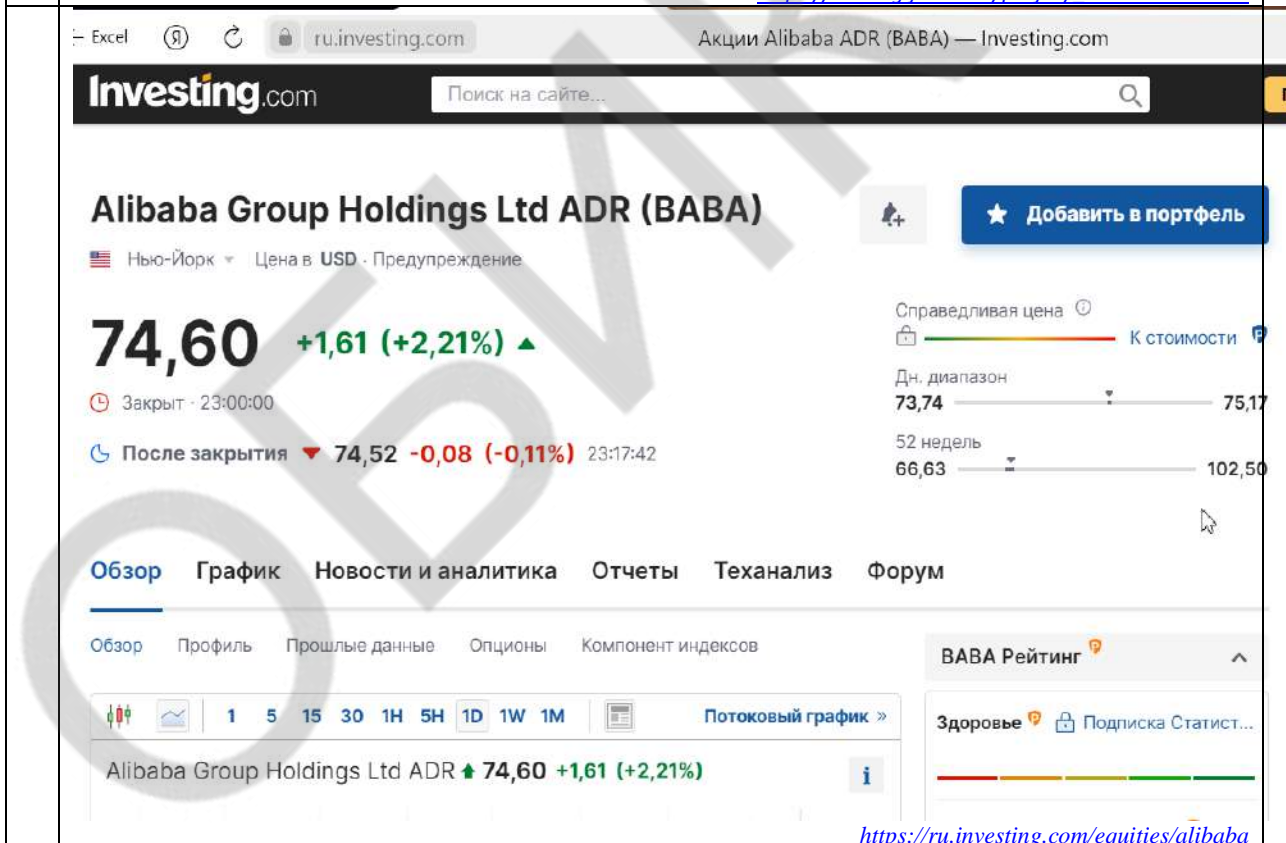 Excel ru.investing.com Акции Alibaba ADR (BABA) — Investing.com
Investing.com Поиск на сайте...
Alibaba Group Holdings Ltd ADR (BABA)
Добавить в портфель
Нью-Йорк Цена в USD · Предупреждение
74,60 +1,61 (+2,21%)
Справедливая цена
К стоимости
Закрыт · 23:00:00
Дн. диапазон
73,74 75,17
После закрытия 74,52 -0,08 (-0,11%) 23:17:42
52 недель
66,63 102,50
Обзор График Новости и аналитика Отчеты Теханализ Форум
Обзор Профиль Прошлые данные Опционы Компонент индексов
BABA Рейтинг
1 5 15 30 1H 5H 1D 1W 1M Потоковый график »
Здоровье Подписка Статист...
Alibaba Group Holdings Ltd ADR 74,60 +1,61 (+2,21%)
https://ru.investing.com/equities/alibaba